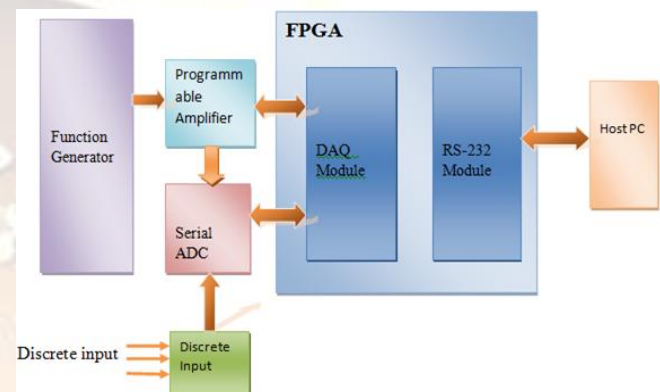 FPGA
Programm
able
Amplifier
Function
Generator
DAQ
Module
RS-232
Module
Host PC
Serial
ADC
Discrete input
Discrete
Input